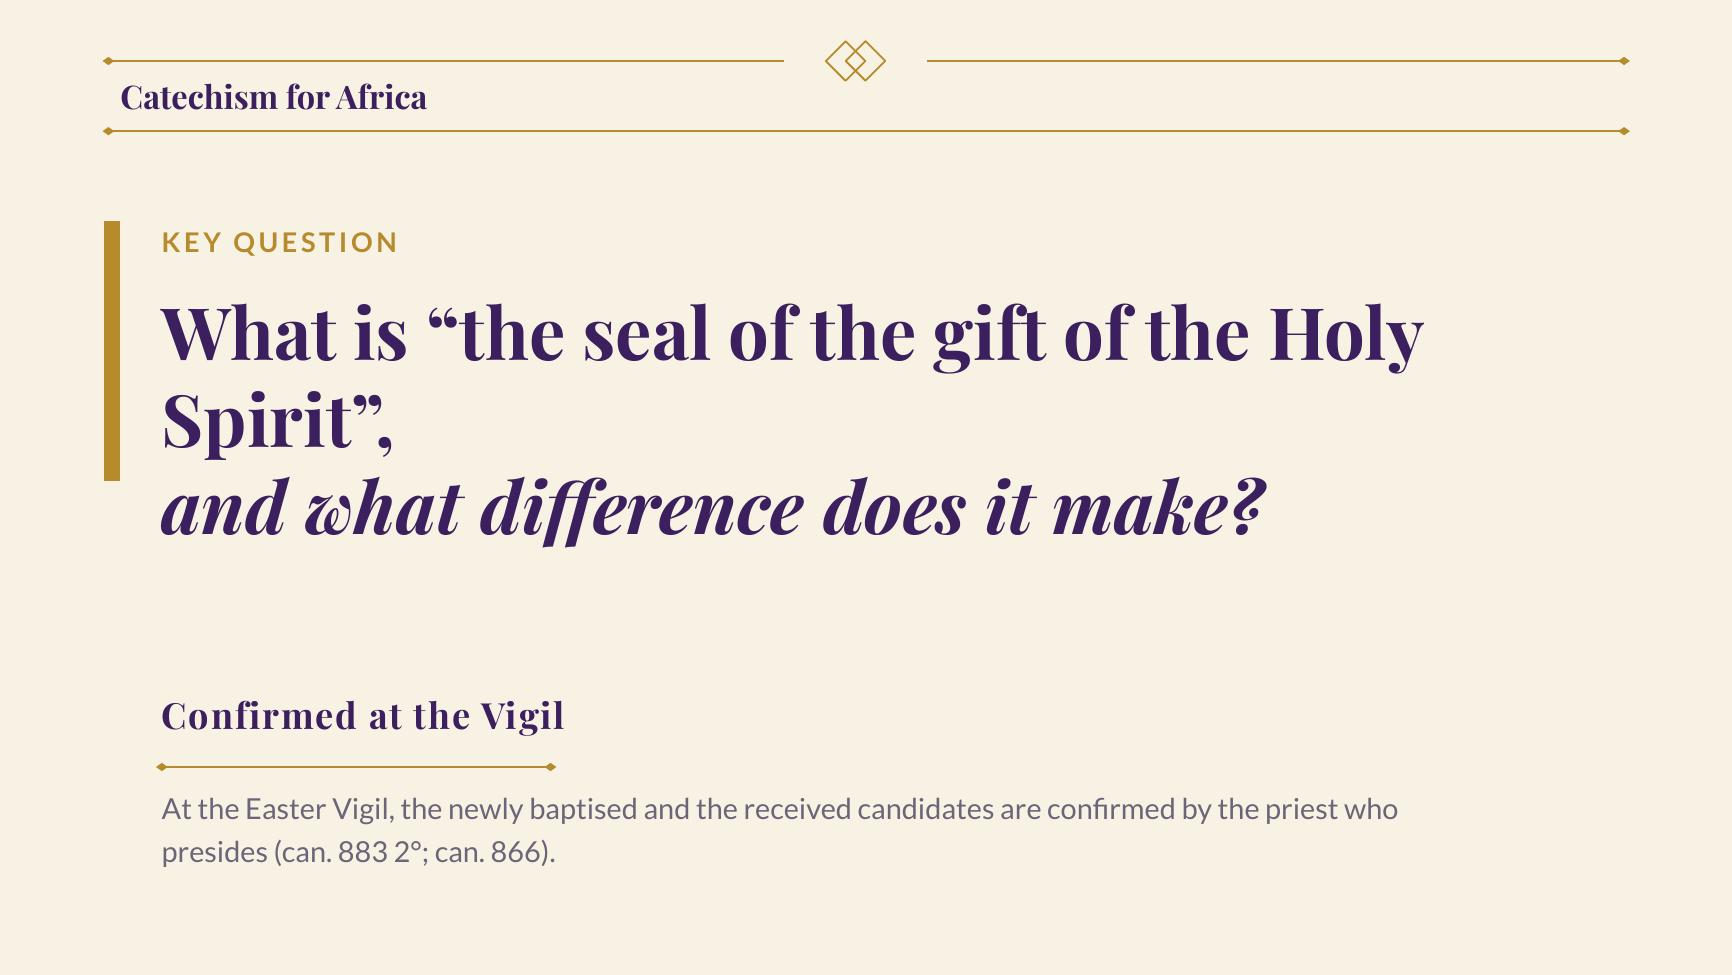 Catechism for Africa
KEY QUESTION
What is “the seal of the gift of the Holy
Spirit”,
and what difference does it make?
Confirmed at the Vigil
At the Easter Vigil, the newly baptised and the received candidates are confirmed by the priest who
presides (can. 883 2°; can. 866).